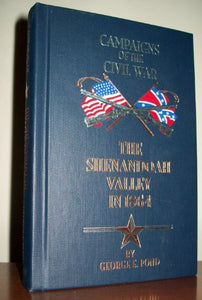 CAMPAIGNS
OF THE
CIVIL WAR
THE
SHENANDOAH
VALLEY
IN 1864
BY
GEORGE E. POND